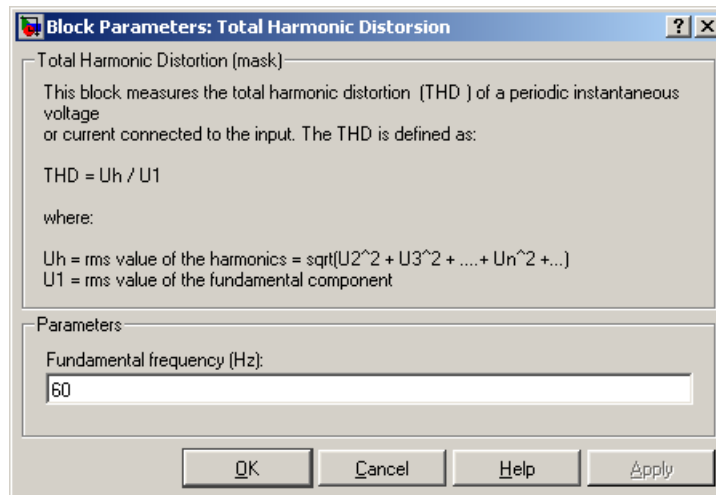 Block Parameters: Total Harmonic Distorsion
Total Harmonic Distortion (mask)
This block measures the total harmonic distortion (THD ) of a periodic instantaneous
voltage
or current connected to the input. The THD is defined as:
THD = Uh / U1
where:
Uh = rms value of the harmonics = sqrt(U2^2 + U3^2 + ....+ Un^2 +...)
U1 = rms value of the fundamental component
Parameters
Fundamental frequency (Hz):
60
OK Cancel Help Apply